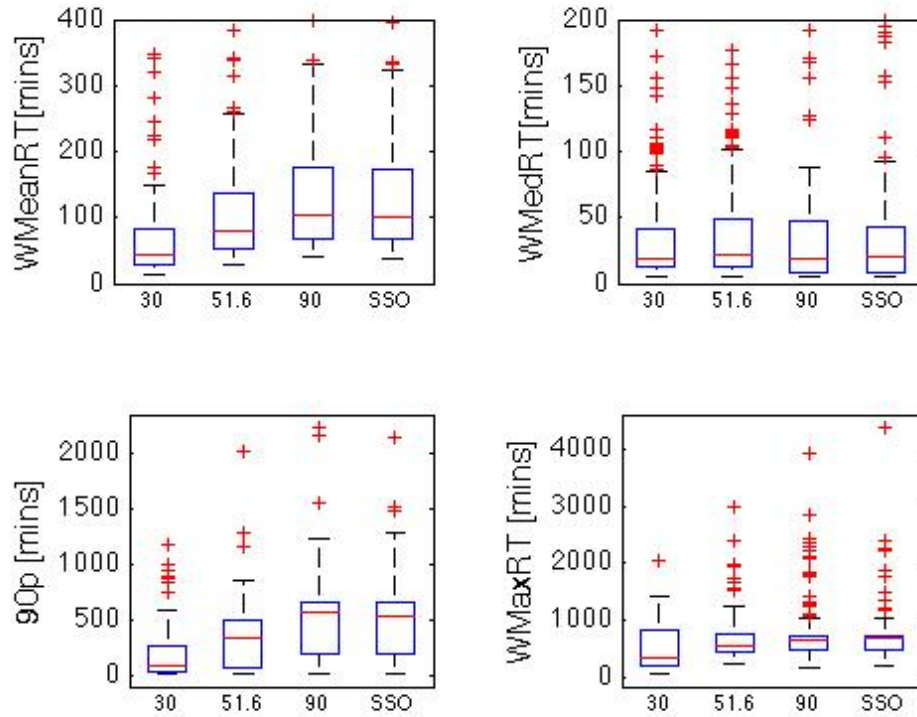 WMeanRT[mins]
400
300
200
100
0
30 51.6 90 SSO
WMedRT[mins]
200
150
100
50
0
30 51.6 90 SSO
90p [mins]
2000
1500
1000
500
0
30 51.6 90 SSO
WMaxRT [mins]
4000
3000
2000
1000
0
30 51.6 90 SSO